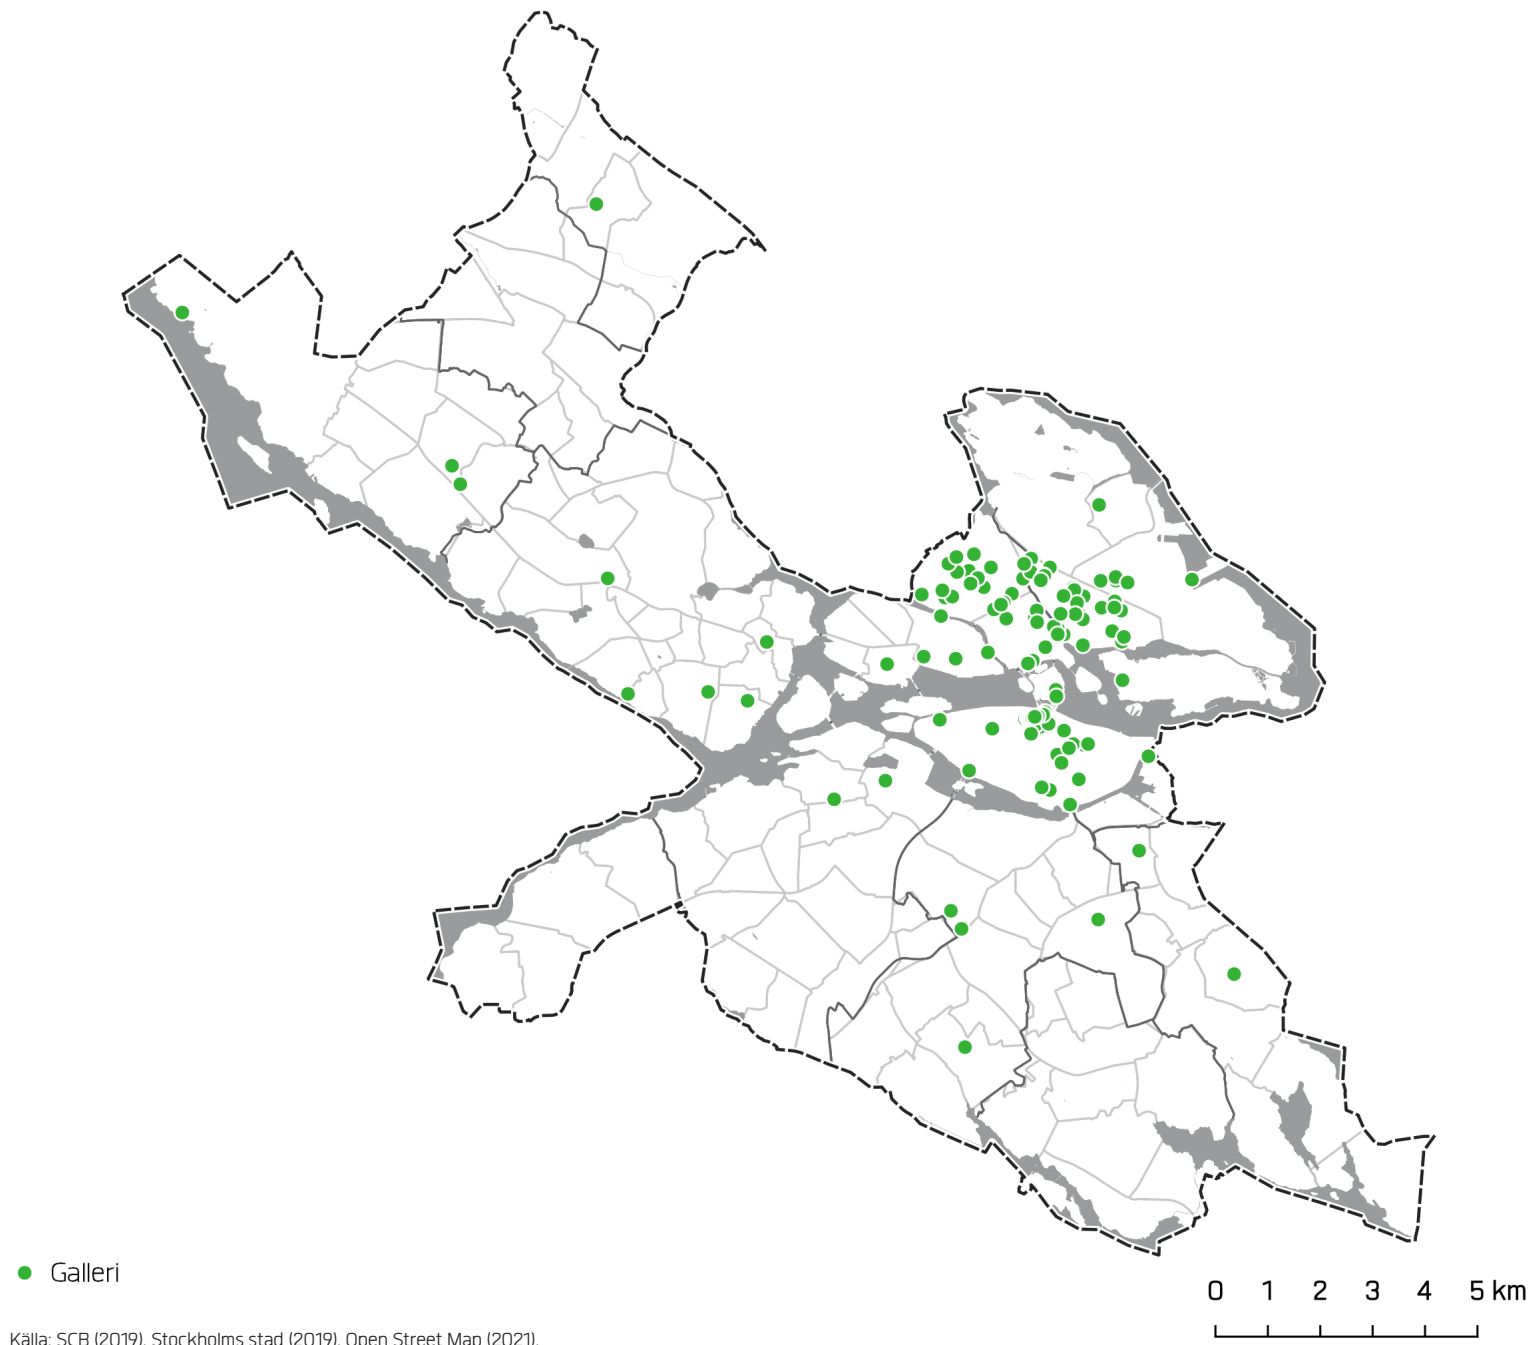 Galleri
0 1 2 3 4 5 km
Källa: SCB (2019), Stockholms stad (2019), Open Street Map (2021).